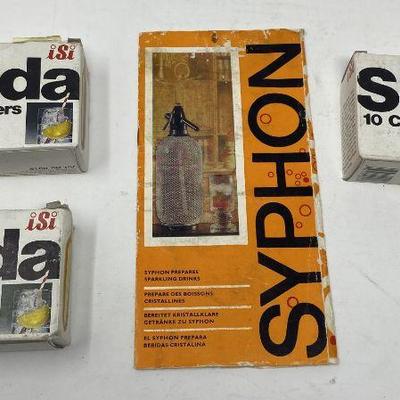 iSi
da
ers
SYPHON
SYPHON PREPARES
SPARKLING DRINKS
PREPARE DES BOISSONS
CRISTALLINES
BEREITET KRISTALLKLARE
GETRÄNKE ZU SYPHON
EL SYPHON PREPARA
BEBIDAS CRISTALINA
S
10 C
iSi
da